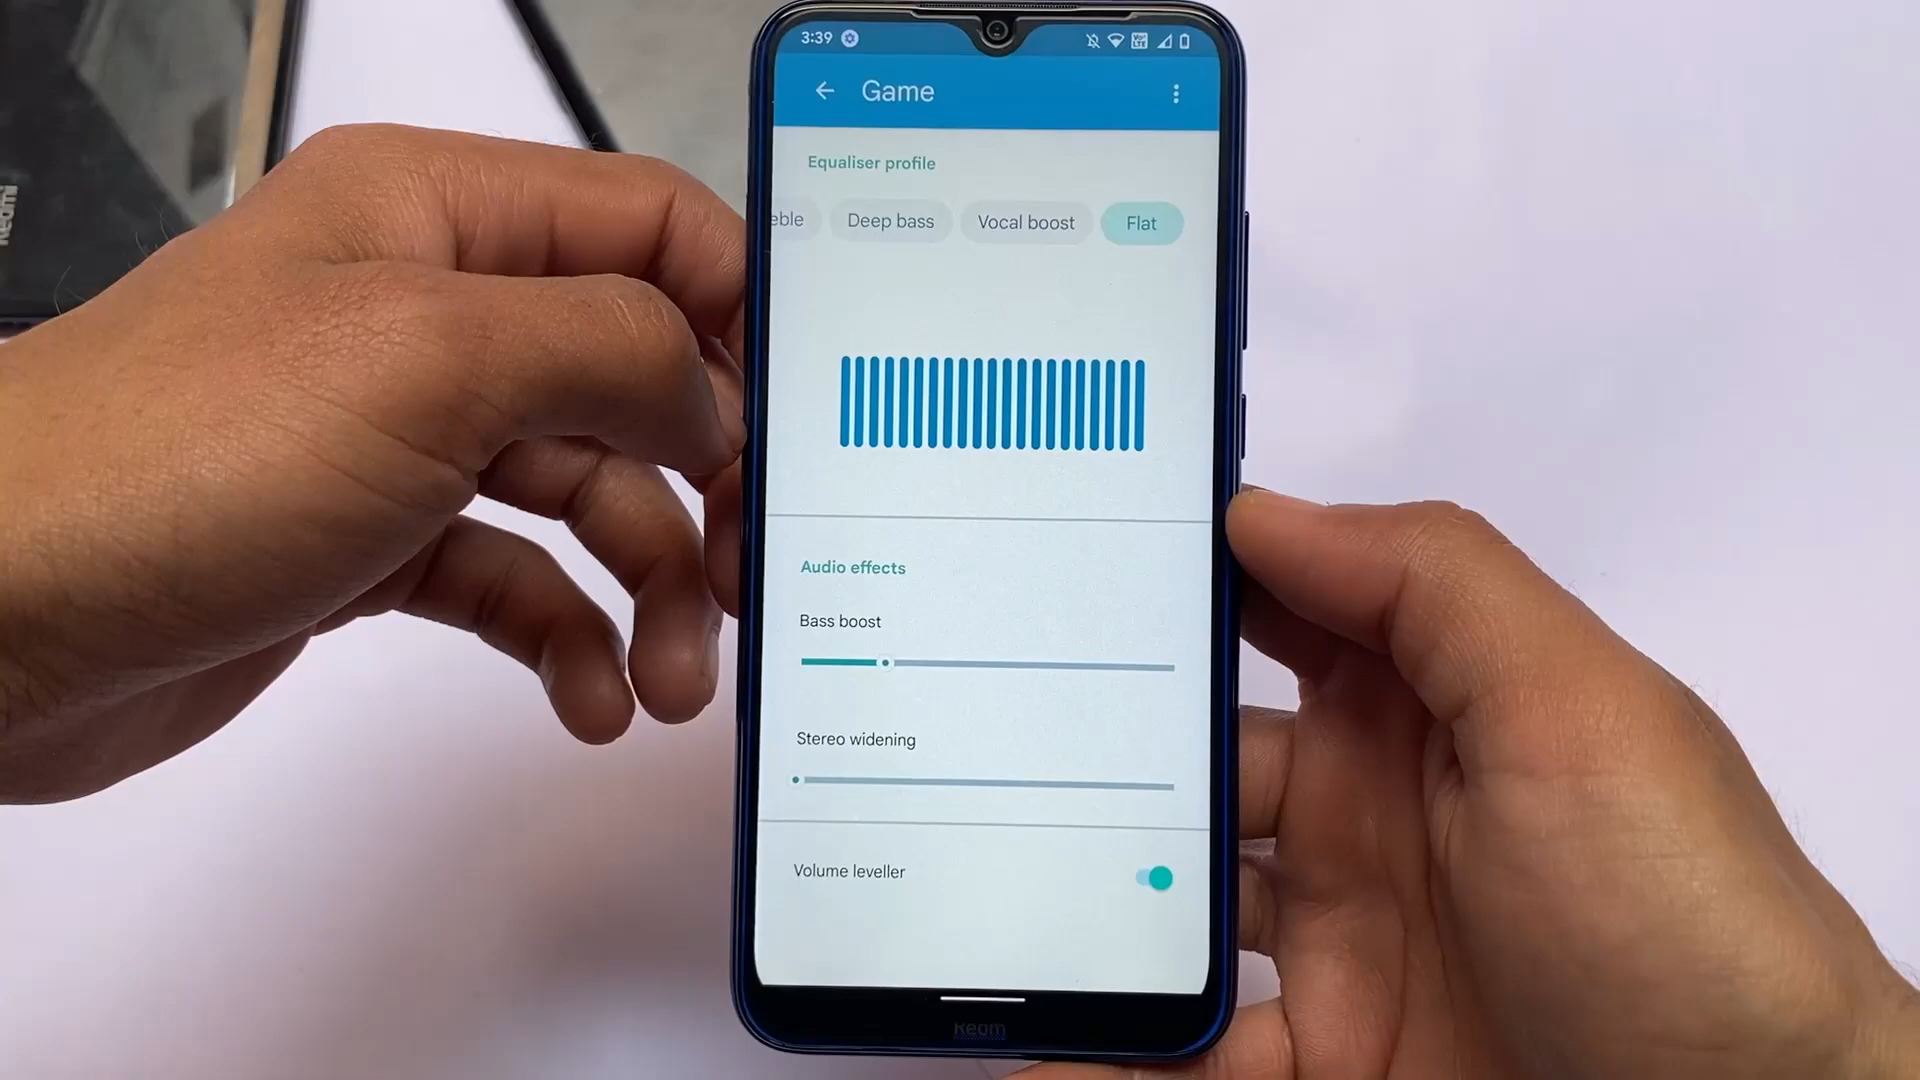 3:39
Game
Equaliser profile
eble
Deep bass
Vocal boost
Flat
Audio effects
Bass boost
Stereo widening
Volume leveller